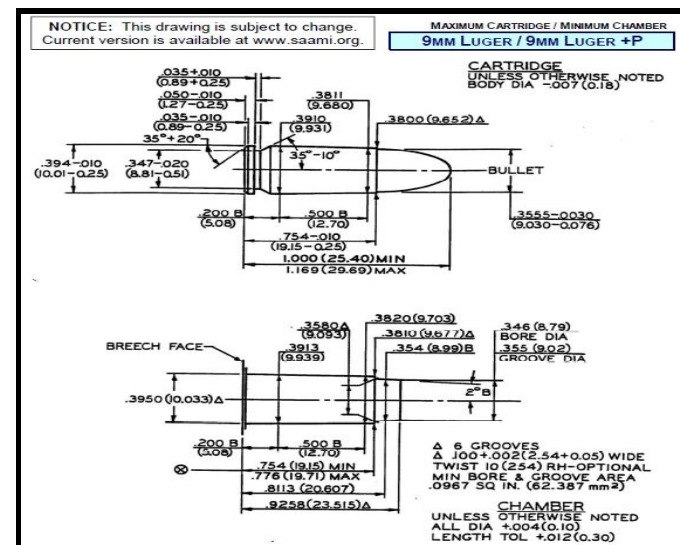 NOTICE: This drawing is subject to change.
Current version is available at www.saami.org.
MAXIMUM CARTRIDGE / MINIMUM CHAMBER
9MM LUGER / 9MM LUGER +P
CARTRIDGE
UNLESS OTHERWISE NOTED
BODY DIA -.007 (0.18)
.035+.010
(0.89+0.25)
.050-.010
(1.27-0.25)
.035-.010
(0.89-0.25)
35°+20°
.3811
(9.680)
.3910
(9.931)
.3800 (9.652) Δ
35°-10°
.394-.010
(10.01-0.25)
.347-.020
(8.81-0.51)
BULLET
.200 B
(5.08)
.500 B
(12.70)
.3555-.0030
(9.030-0.076)
.754-.010
(19.15-0.25)
1.000 (25.40) MIN
1.169 (29.69) MAX
.3820 (9.703)
.3580Δ
(9.093)
.3810 (9.677)Δ
.346 (8.79)
BORE DIA
BREECH FACE
.3913
(9.939)
.354 (8.99) B
.355 (9.02)
GROOVE DIA
.3950 (10.033) Δ
2° B
.200 B
(5.08)
.500 B
(12.70)
⊗
.754 (19.15) MIN
.776 (19.71) MAX
.8113 (20.607)
.9258 (23.515) Δ
Δ 6 GROOVES
Δ .100+.002 (2.54+0.05) WIDE
TWIST 10 (254) RH-OPTIONAL
MIN BORE & GROOVE AREA
.0967 SQ IN. (62.387 mm²)
CHAMBER
UNLESS OTHERWISE NOTED
ALL DIA +.004 (0.10)
LENGTH TOL +.012 (0.30)